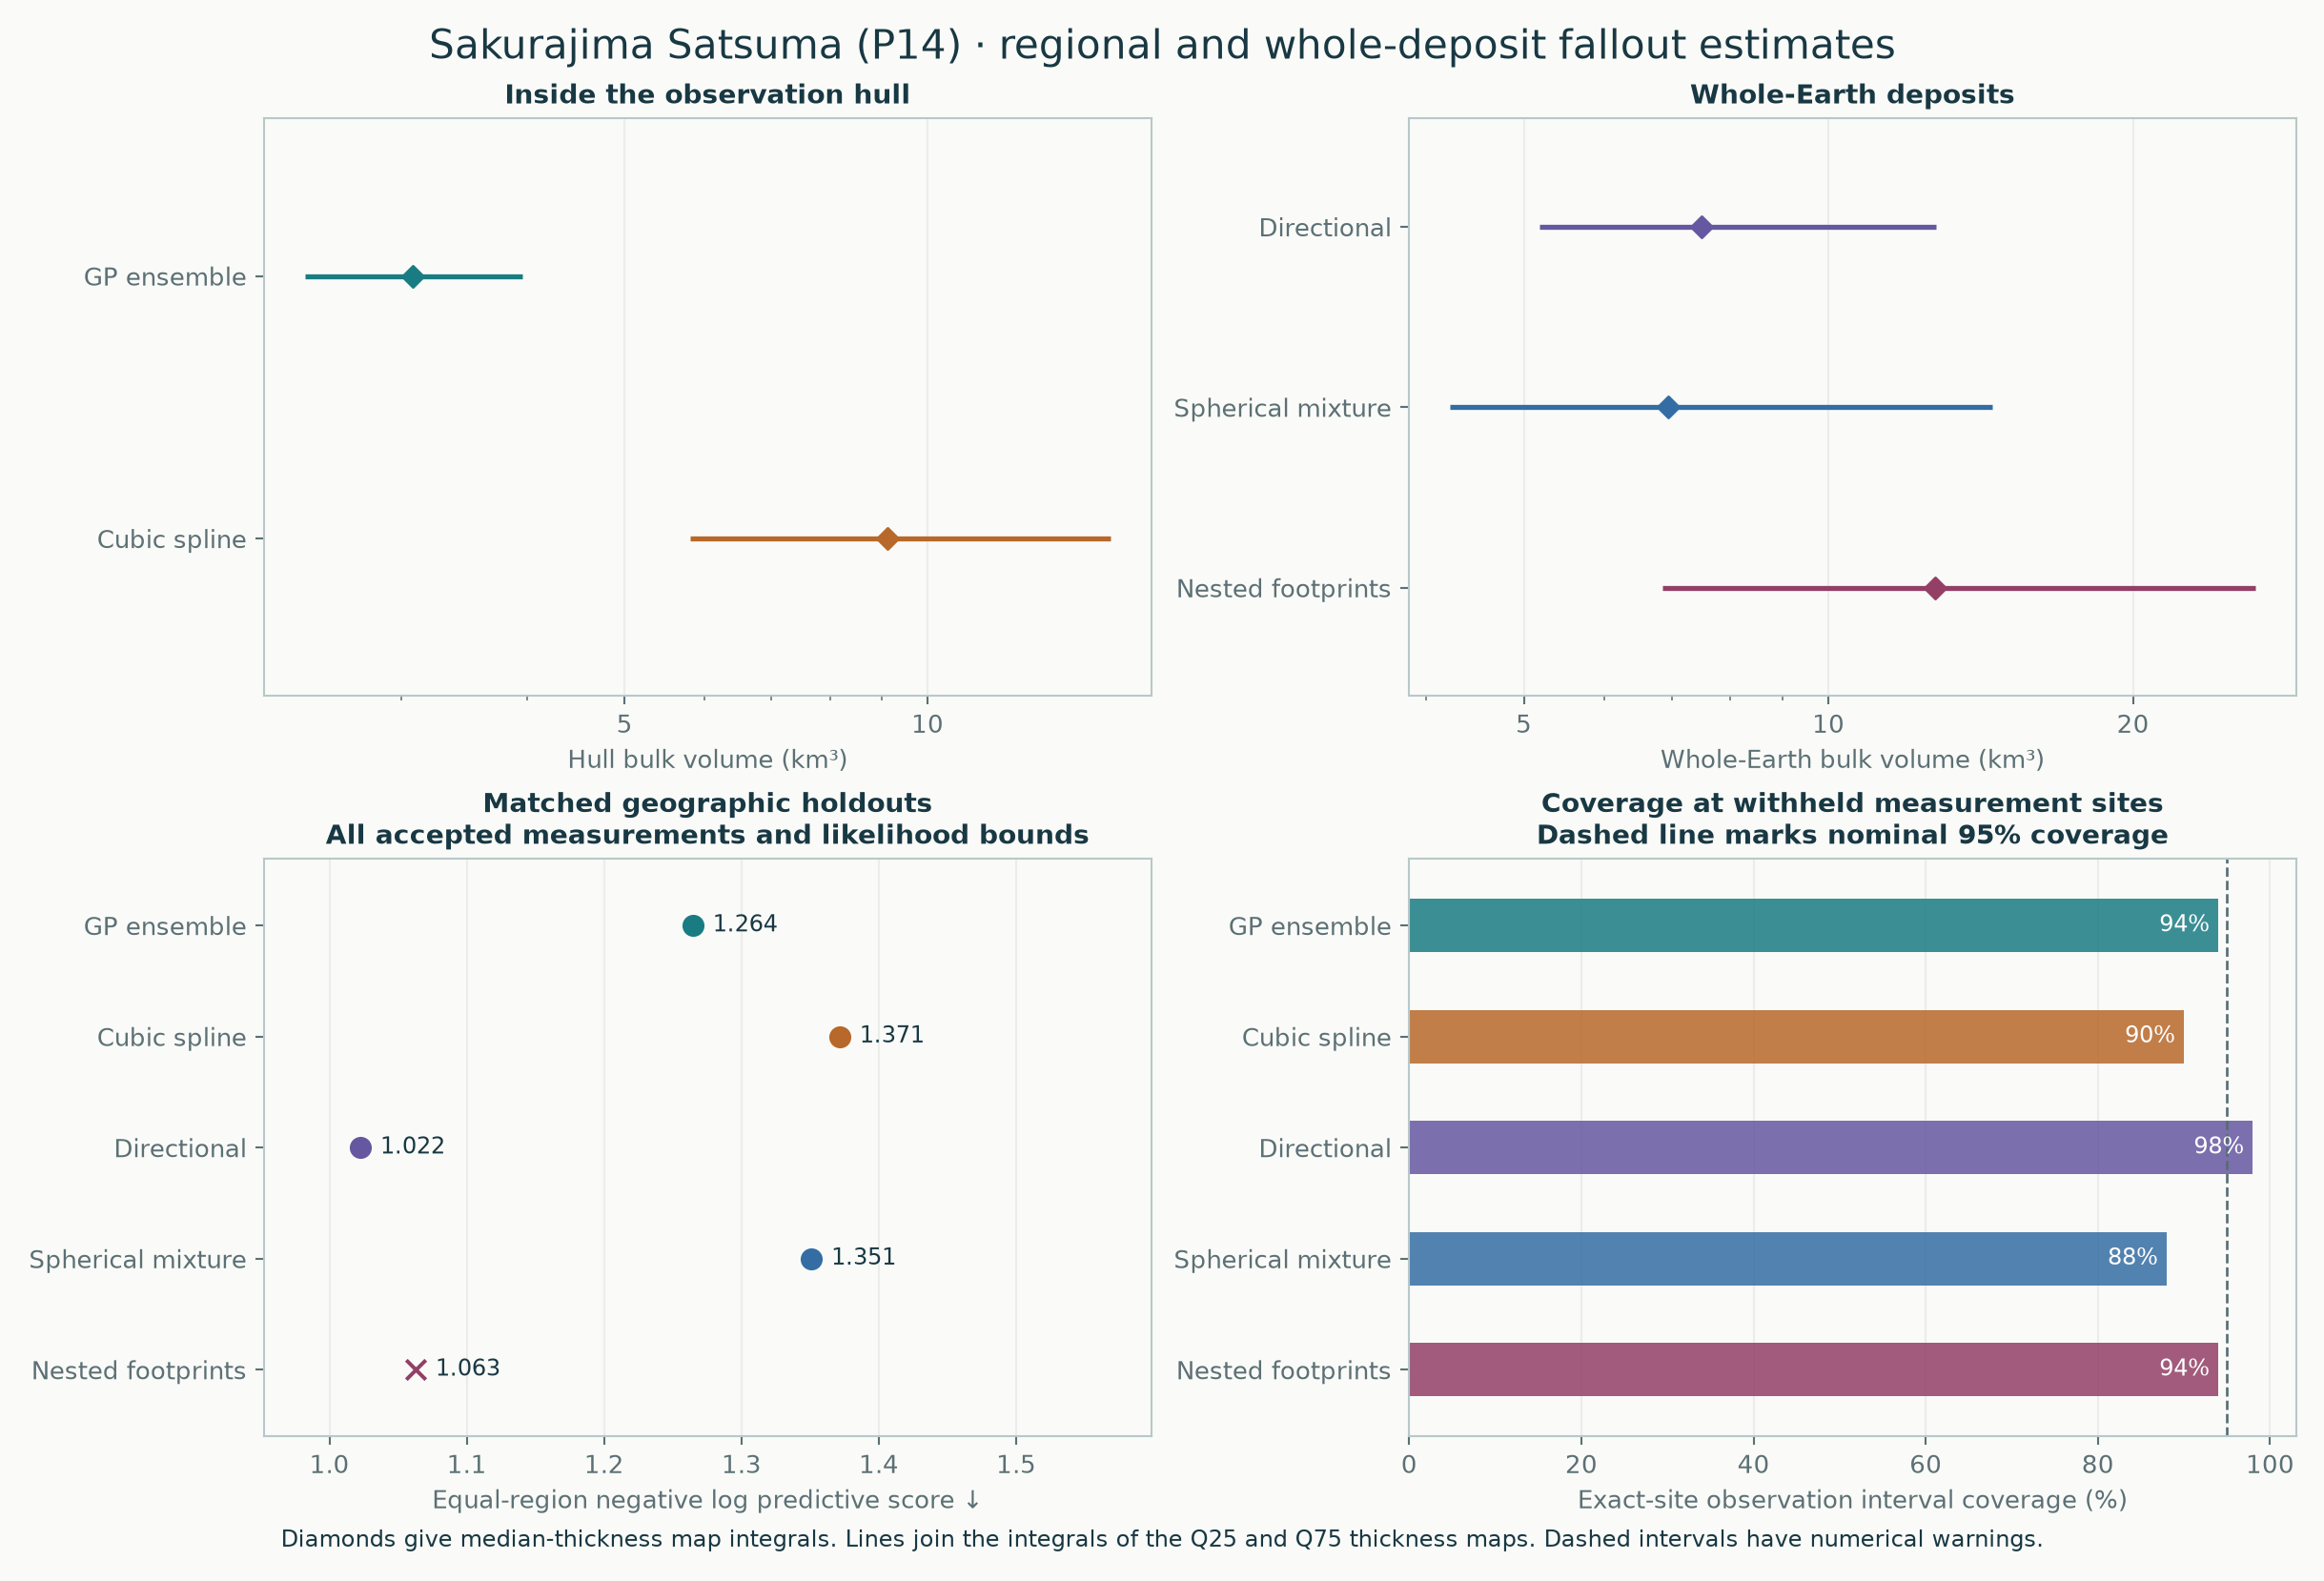 Sakurajima Satsuma (P14) · regional and whole-deposit fallout estimates
Inside the observation hull
GP ensemble
Cubic spline
5
10
Hull bulk volume (km³)
Whole-Earth deposits
Directional
Spherical mixture
Nested footprints
5
10
20
Whole-Earth bulk volume (km³)
Matched geographic holdouts
All accepted measurements and likelihood bounds
GP ensemble
1.264
Cubic spline
1.371
Directional
1.022
Spherical mixture
1.351
Nested footprints
1.063
1.0
1.1
1.2
1.3
1.4
1.5
Equal-region negative log predictive score ↓
Coverage at withheld measurement sites
Dashed line marks nominal 95% coverage
GP ensemble
94%
Cubic spline
90%
Directional
98%
Spherical mixture
88%
Nested footprints
94%
0
20
40
60
80
100
Exact-site observation interval coverage (%)
Diamonds give median-thickness map integrals. Lines join the integrals of the Q25 and Q75 thickness maps. Dashed intervals have numerical warnings.